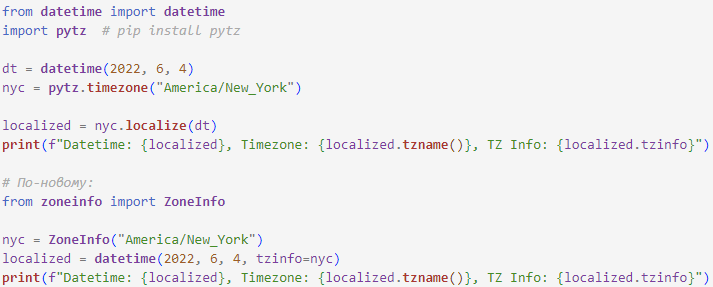 from datetime import datetime
import pytz  # pip install pytz

dt = datetime(2022, 6, 4)
nyc = pytz.timezone("America/New_York")

localized = nyc.localize(dt)
print(f"Datetime: {localized}, Timezone: {localized.tzname()}, TZ Info: {localized.tzinfo}")

# По-новому:
from zoneinfo import ZoneInfo

nyc = ZoneInfo("America/New_York")
localized = datetime(2022, 6, 4, tzinfo=nyc)
print(f"Datetime: {localized}, Timezone: {localized.tzname()}, TZ Info: {localized.tzinfo}")